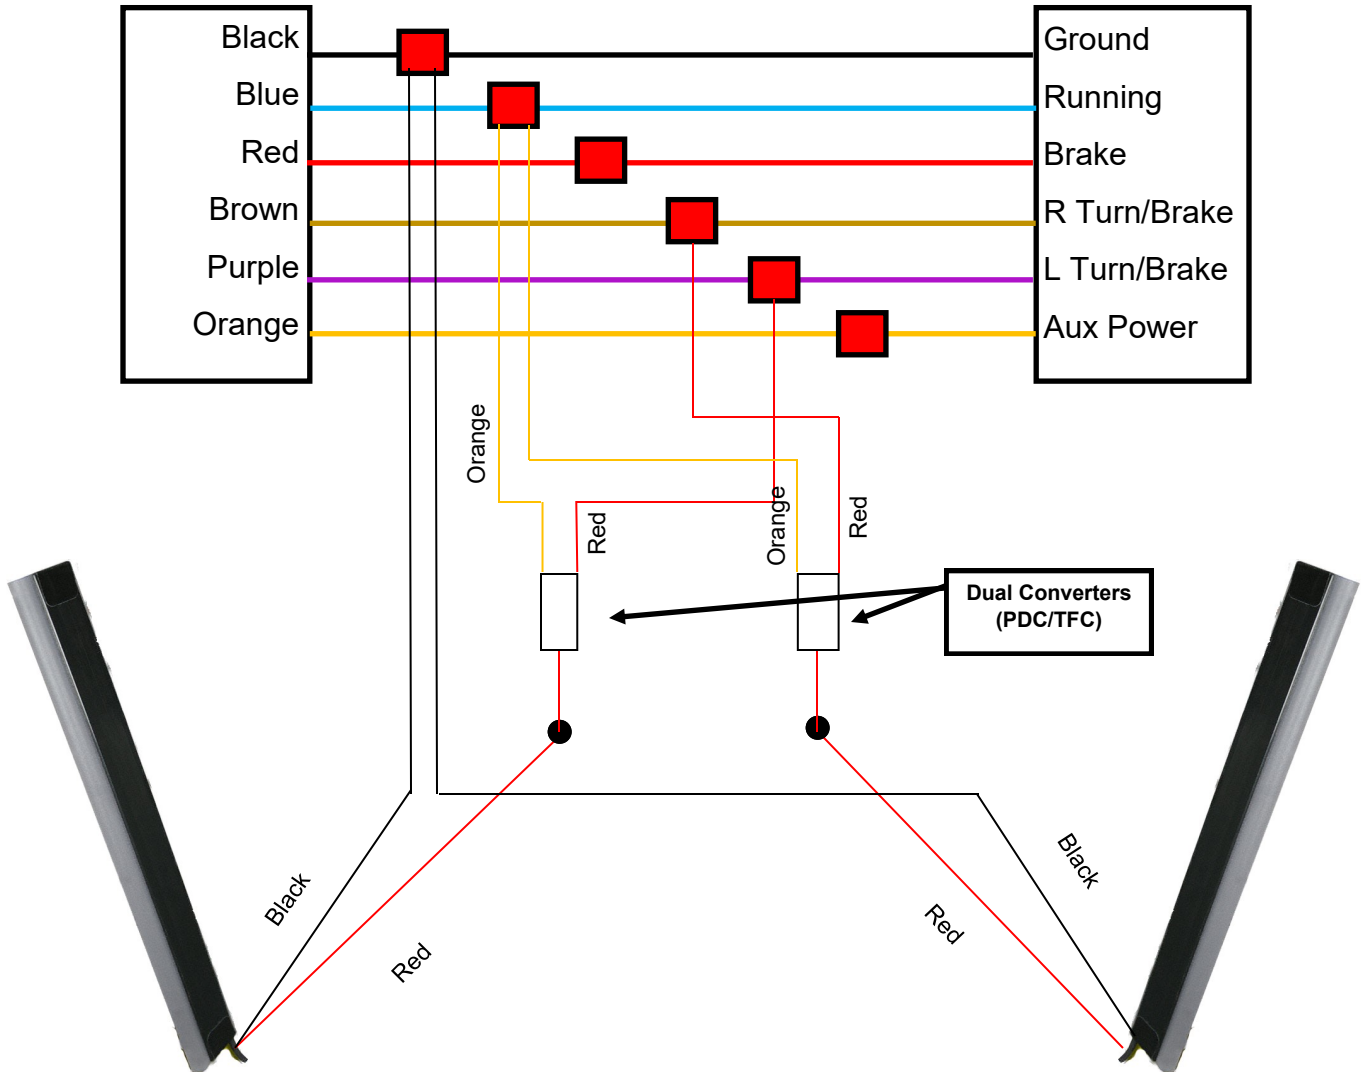 Black
Blue
Red
Brown
Purple
Orange
Ground
Running
Brake
R Turn/Brake
L Turn/Brake
Aux Power
Orange
Red
Orange
Red
Dual Converters
(PDC/TFC)
Black
Red
Red
Black